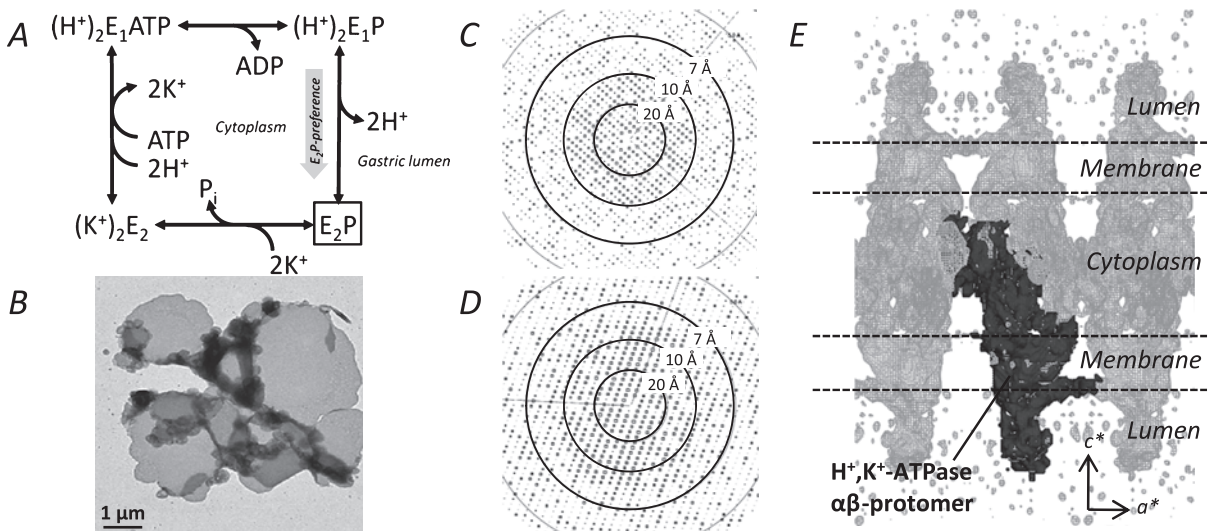 A
(H⁺)₂E₁ATP
(H⁺)₂E₁P
ADP
2K⁺
ATP
2H⁺
Cytoplasm
E₂P-preference
2H⁺
Gastric lumen
Pᵢ
(K⁺)₂E₂
E₂P
2K⁺
B
1 μm
C
7 Å
10 Å
20 Å
D
7 Å
10 Å
20 Å
E
Lumen
Membrane
Cytoplasm
Membrane
Lumen
H⁺,K⁺-ATPase
αβ-protomer
c*
a*